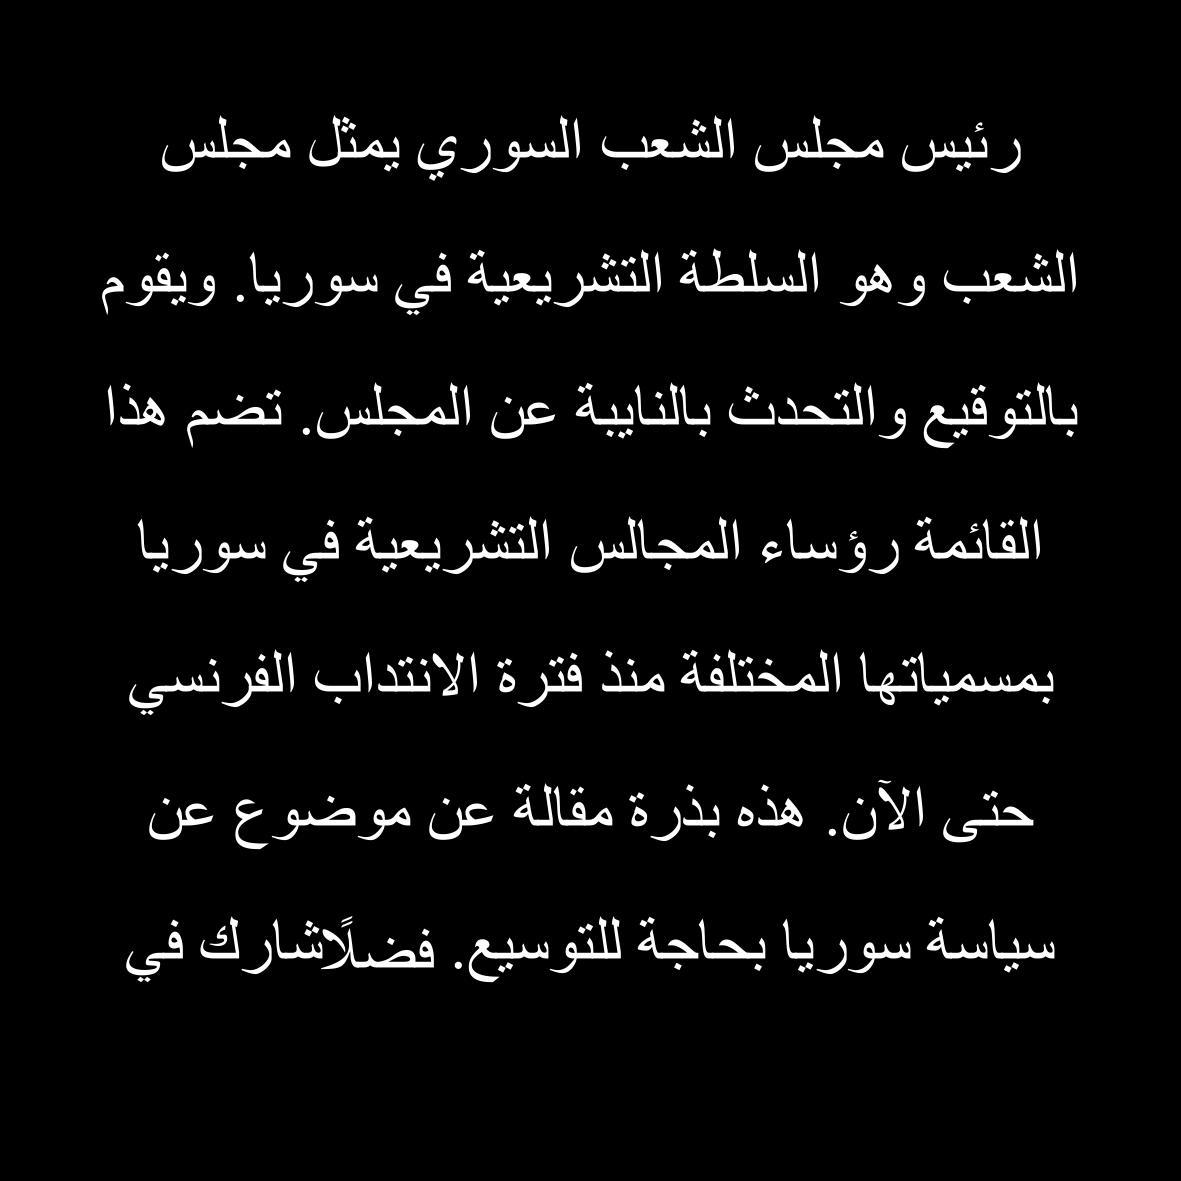 رئيس مجلس الشعب السوري يمثل مجلس
الشعب وهو السلطة التشريعية في سوريا. ويقوم
بالتوقيع والتحدث بالنايبة عن المجلس. تضم هذا
القائمة رؤساء المجالس التشريعية في سوريا
بمسمياتها المختلفة منذ فترة الانتداب الفرنسي
حتى الآن. هذه بذرة مقالة عن موضوع عن
سياسة سوريا بحاجة للتوسيع. فضلًاشارك في